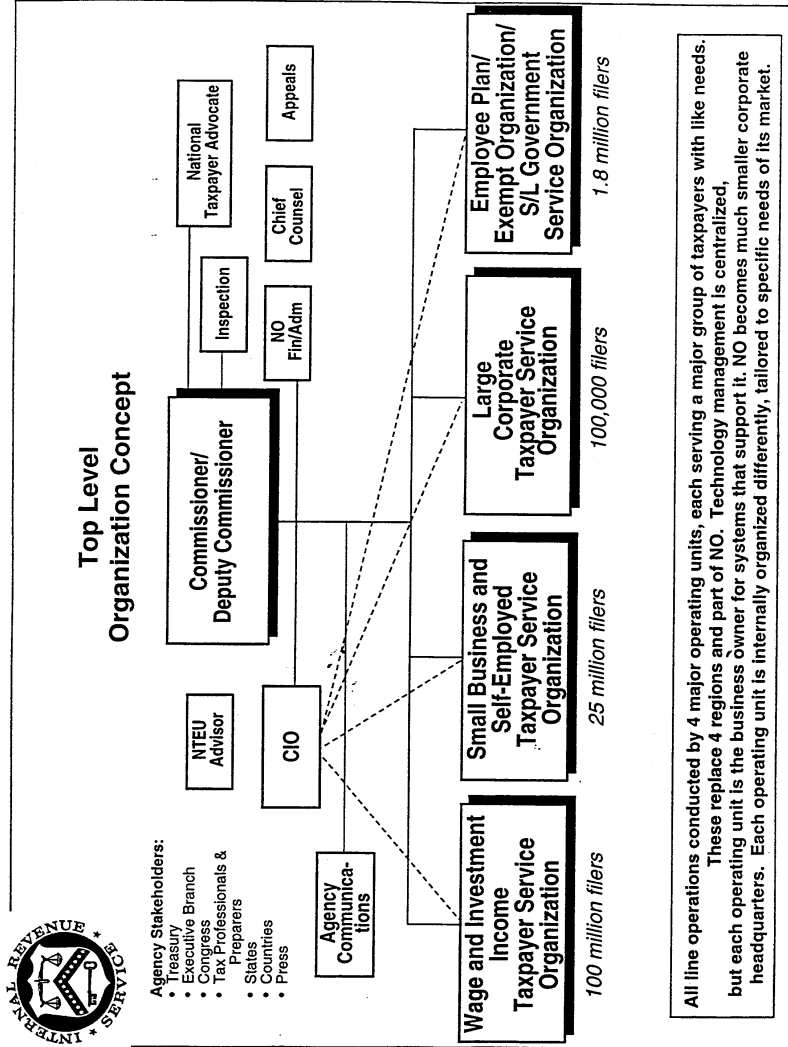 INTERNAL REVENUE SERVICE
Top Level
Organization Concept
Agency Stakeholders:
• Treasury
• Executive Branch
• Congress
• Tax Professionals &
Preparers
• States
• Countries
• Press
NTEU
Advisor
Commissioner/
Deputy Commissioner
National
Taxpayer Advocate
Inspection
CIO
NO
Fin/Adm
Chief
Counsel
Appeals
Agency
Communica-
tions
Wage and Investment
Income
Taxpayer Service
Organization
100 million filers
Small Business and
Self-Employed
Taxpayer Service
Organization
25 million filers
Large
Corporate
Taxpayer Service
Organization
100,000 filers
Employee Plan/
Exempt Organization/
S/L Government
Service Organization
1.8 million filers
All line operations conducted by 4 major operating units, each serving a major group of taxpayers with like needs.
These replace 4 regions and part of NO. Technology management is centralized,
but each operating unit is the business owner for systems that support it. NO becomes much smaller corporate
headquarters. Each operating unit is internally organized differently, tailored to specific needs of its market.